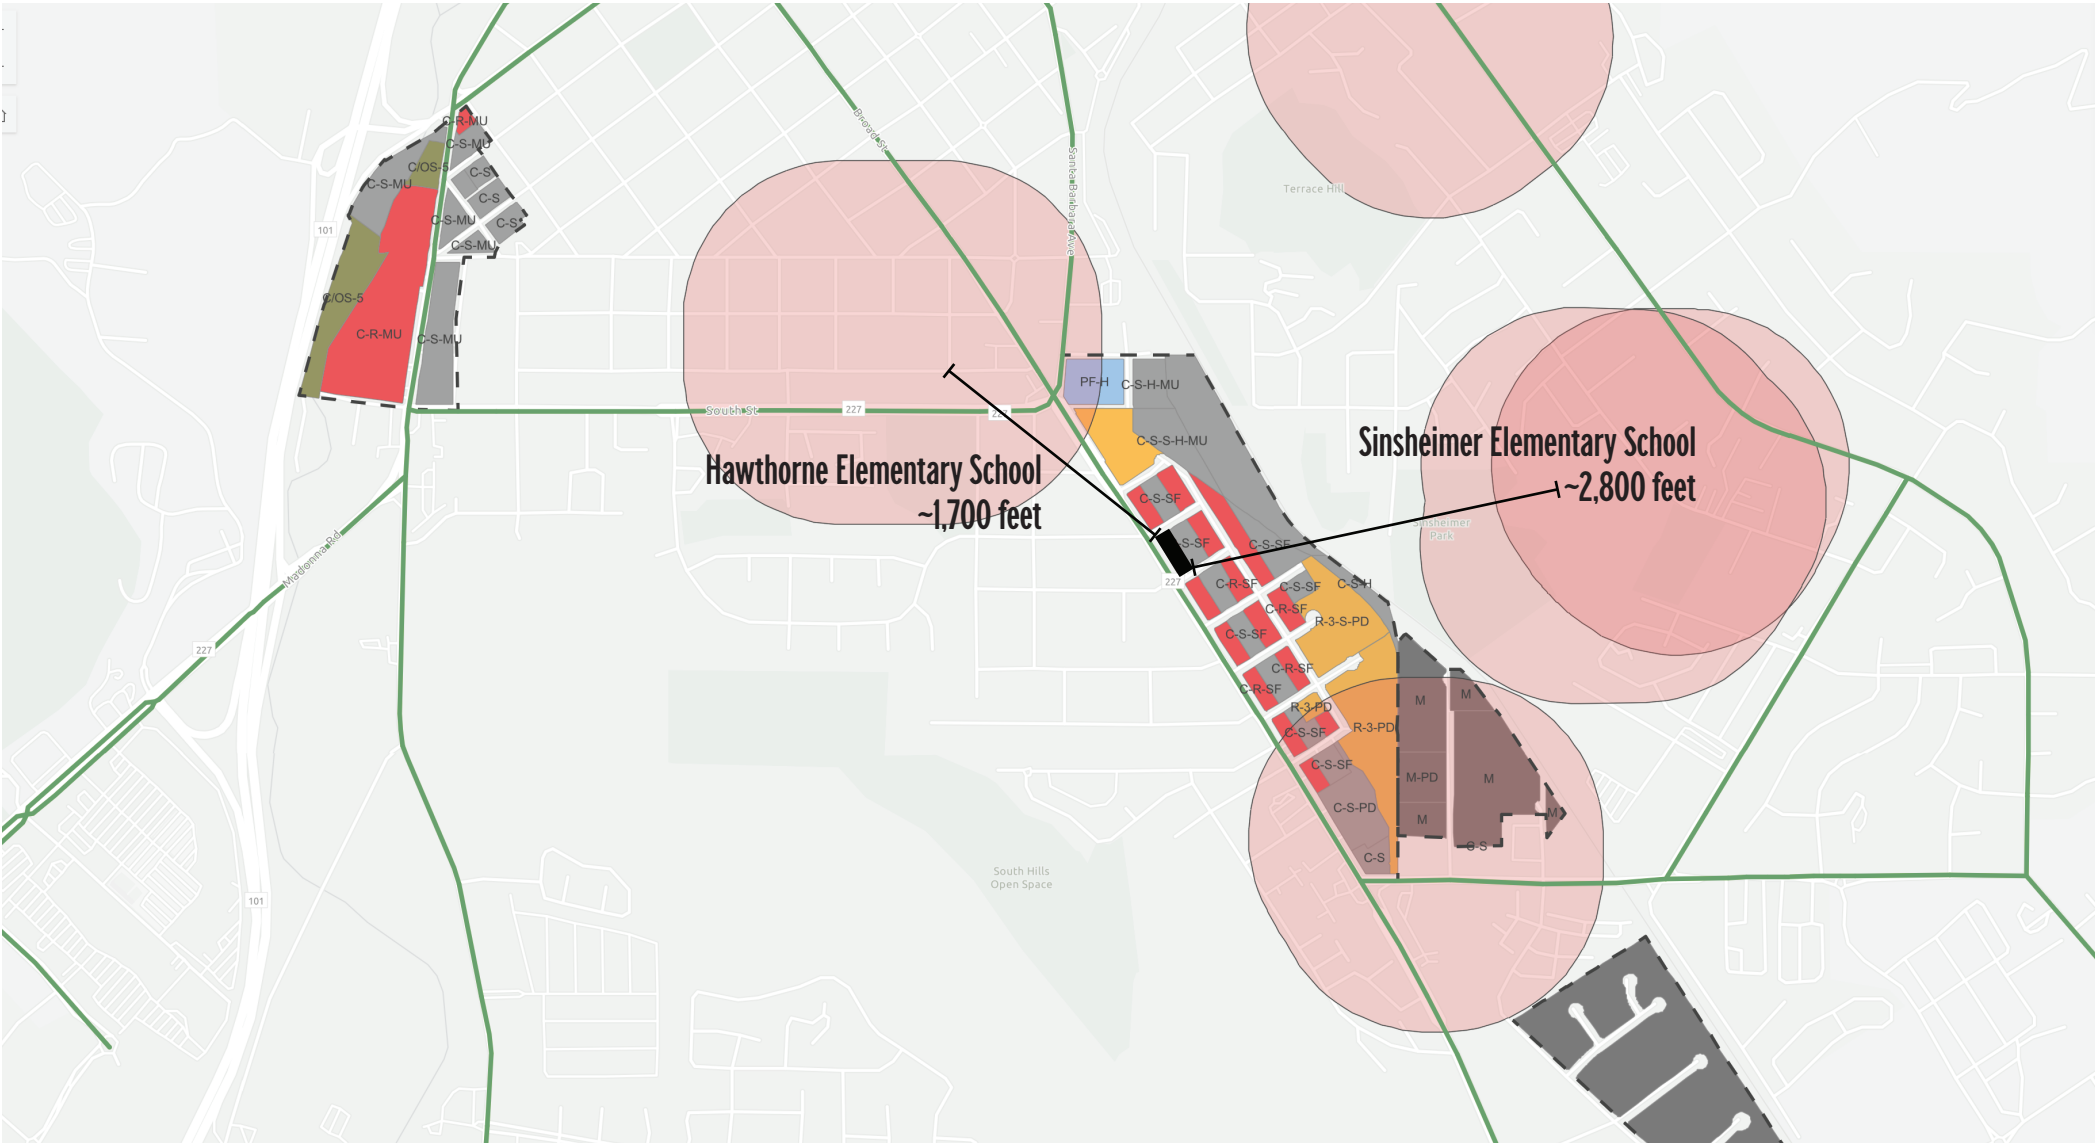 C-R-MU
C-S-MU
C/OS-5
C-S
C-S-MU
C-S
C-S-MU
C-S
C-S-MU
101
C/OS-5
C-R-MU
C-S-MU
Broad St
Santa Barbara Ave
Terrace Hill
South St
227
227
PF-H
C-S-H-MU
C-S-S-H-MU
Hawthorne Elementary School
~1,700 feet
Sinsheimer Elementary School
~2,800 feet
Sinsheimer
Park
C-S-SF
-S-SF
C-S-SF
227
C-R-SF
C-S-SF
C-S-H
C-R-SF
R-3-S-PD
C-S-SF
C-R-SF
C-R-SF
R-3-PD
C-S-SF
R-3-PD
C-S-SF
C-S-PD
C-S
M
M
M-PD
M
M
M
C-S
Madonna Rd
227
101
South Hills
Open Space